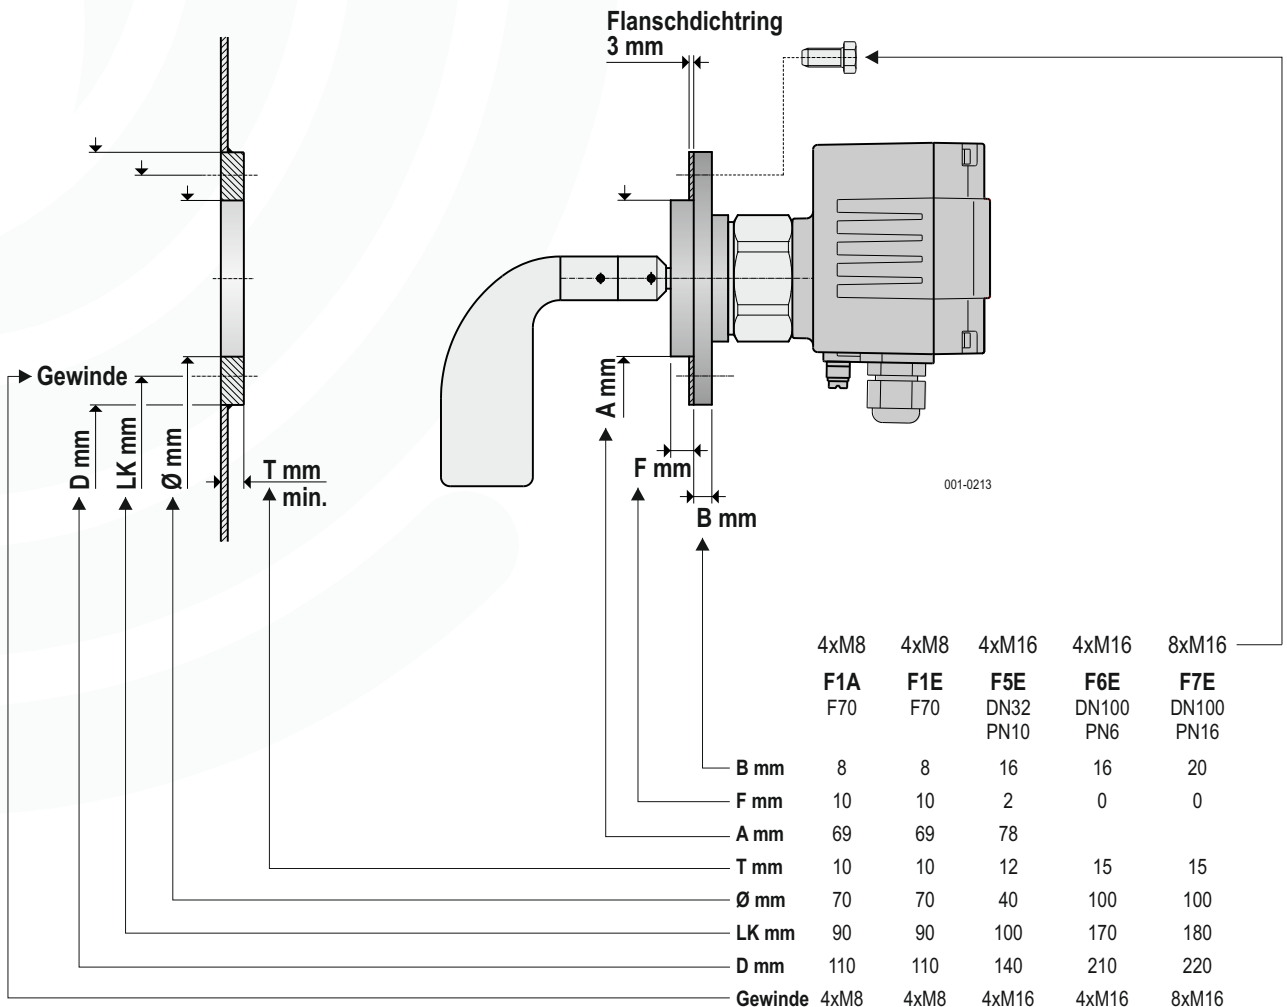 Flanschdichtring
3 mm
Gewinde
D mm
LK mm
Ø mm
T mm
min.
A mm
F mm
B mm
001-0213
4xM8 4xM8 4xM16 4xM16 8xM16
F1A F1E F5E F6E F7E
F70 F70 DN32 DN100 DN100
PN10 PN6 PN16
B mm 8 8 16 16 20
F mm 10 10 2 0 0
A mm 69 69 78
T mm 10 10 12 15 15
Ø mm 70 70 40 100 100
LK mm 90 90 100 170 180
D mm 110 110 140 210 220
Gewinde 4xM8 4xM8 4xM16 4xM16 8xM16